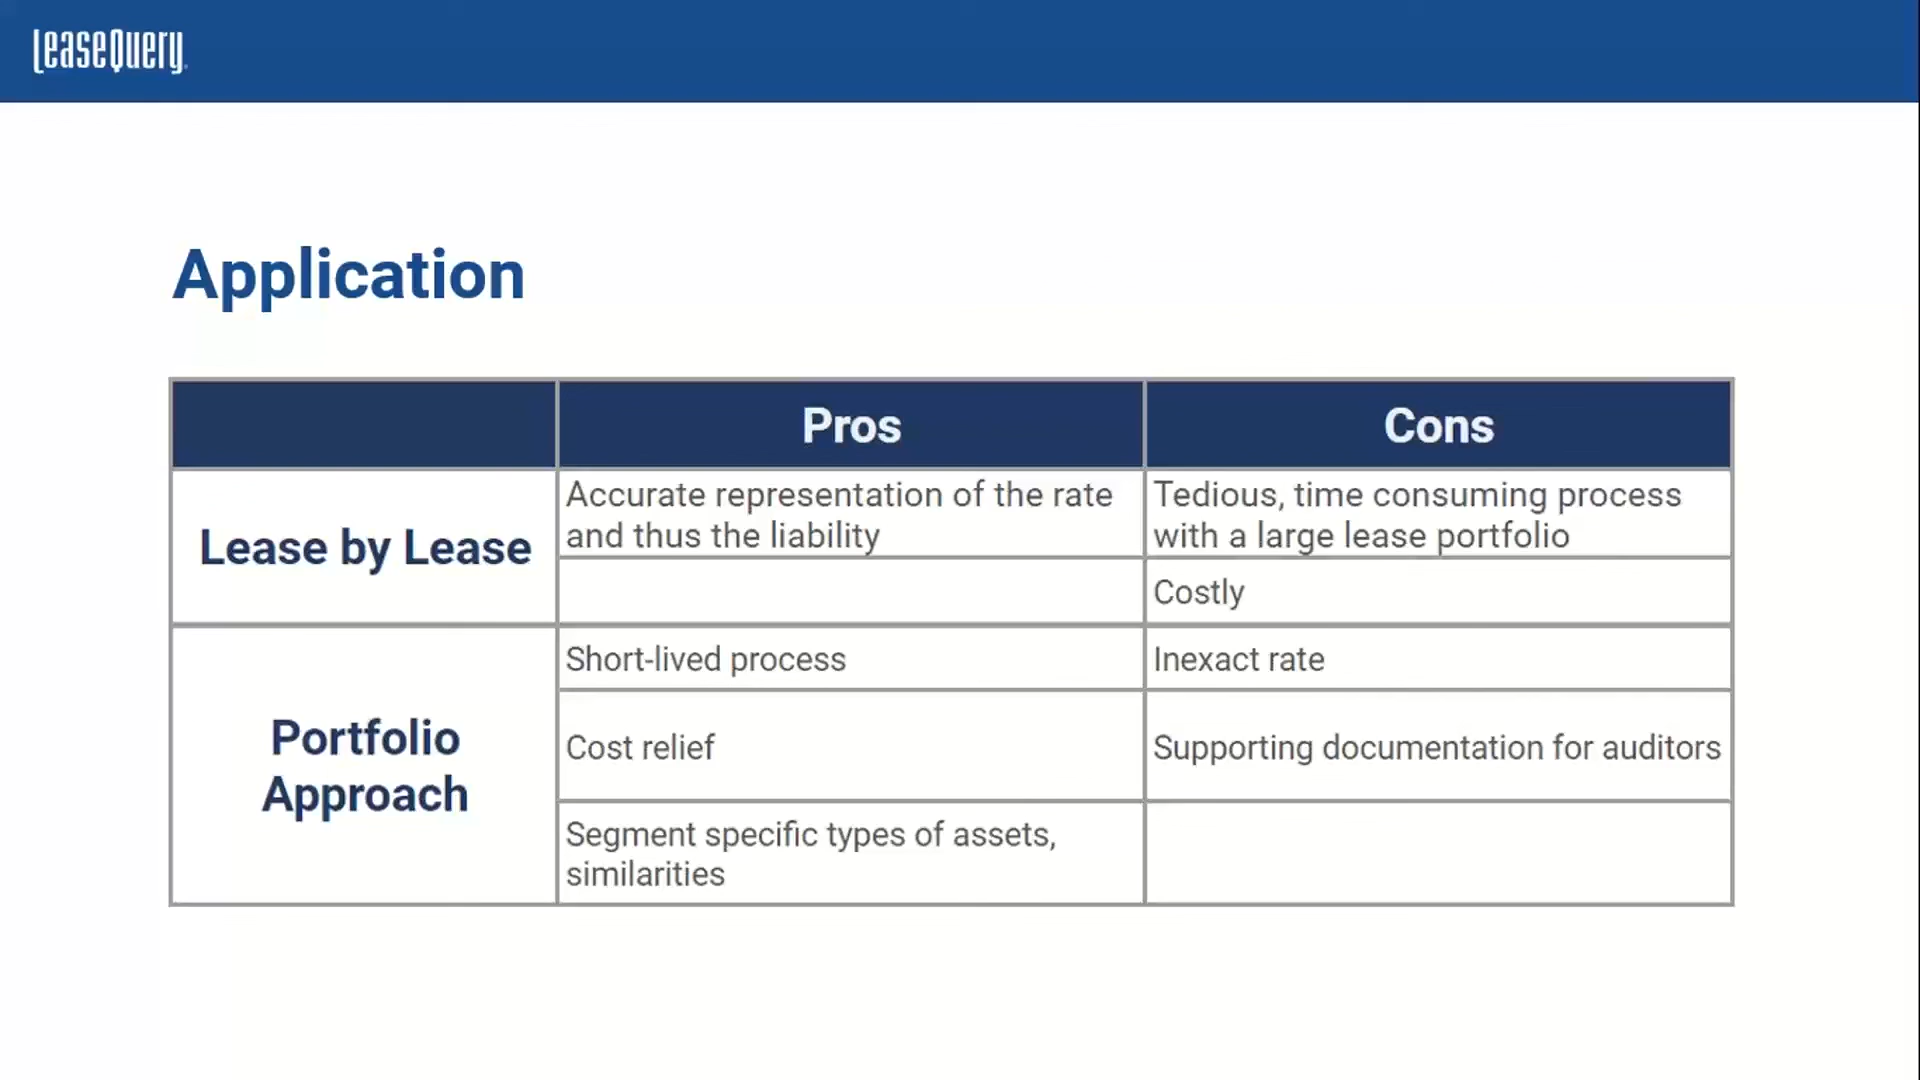 LeaseQuery
Application
Pros
Cons
Lease by Lease
Accurate representation of the rate
and thus the liability
Tedious, time consuming process
with a large lease portfolio
Costly
Portfolio
Approach
Short-lived process
Inexact rate
Cost relief
Supporting documentation for auditors
Segment specific types of assets,
similarities